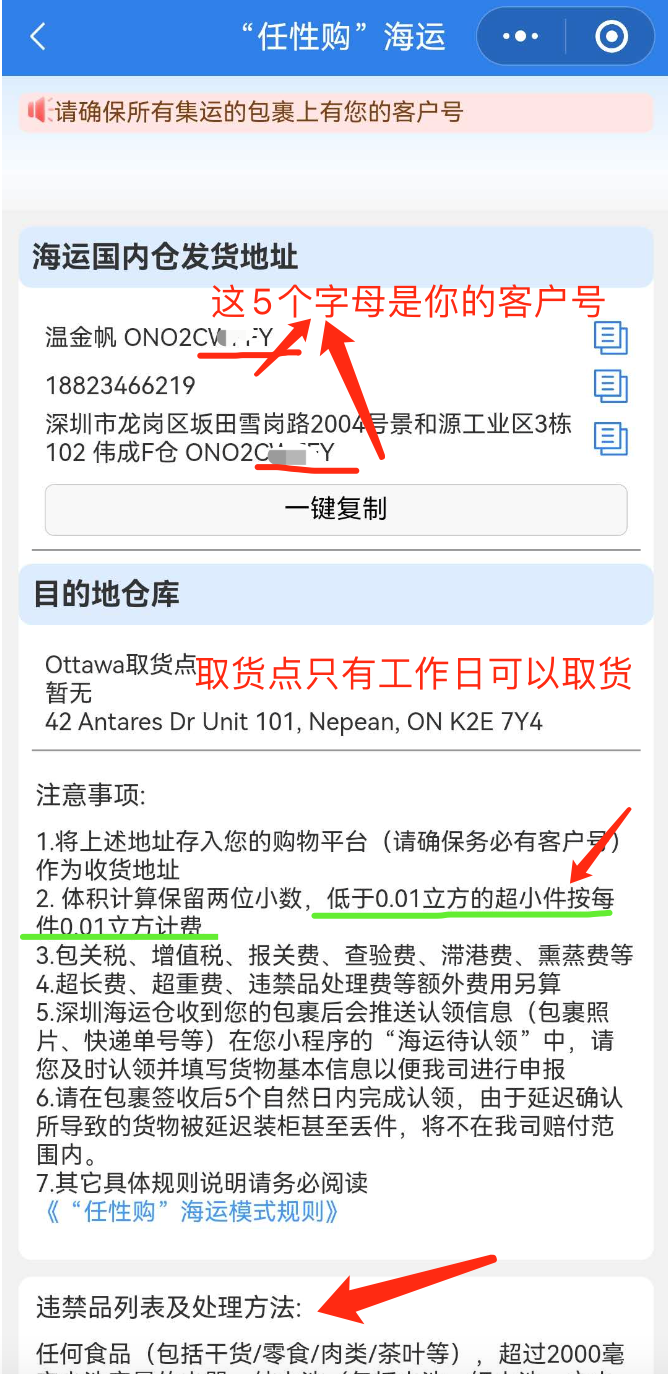 “任性购”海运
请确保所有集运的包裹上有您的客户号
海运国内仓发货地址
这5个字母是你的客户号
温金帆 ONO2CW
18823466219
深圳市龙岗区坂田雪岗路2004号景和源工业区3栋
102 伟成F仓 ONO2CW
一键复制
目的地仓库
Ottawa取货点
取货点只有工作日可以取货
暂无
42 Antares Dr Unit 101, Nepean, ON K2E 7Y4
注意事项:
1.将上述地址存入您的购物平台（请确保务必有客户号）
作为收货地址
2. 体积计算保留两位小数，低于0.01立方的超小件按每
件0.01立方计费
3.包关税、增值税、报关费、查验费、滞港费、熏蒸费等
4.超长费、超重费、违禁品处理费等额外费用另算
5.深圳海运仓收到您的包裹后会推送认领信息（包裹照
片、快递单号等）在您小程序的“海运待认领”中，请
您及时认领并填写货物基本信息以便我司进行申报
6.请在包裹签收后5个自然日内完成认领，由于延迟确认
所导致的货物被延迟装柜甚至丢件，将不在我司赔付范
围内。
7.其它具体规则说明请务必阅读
《“任性购”海运模式规则》
违禁品列表及处理方法:
任何食品（包括干货/零食/肉类/茶叶等），超过2000毫